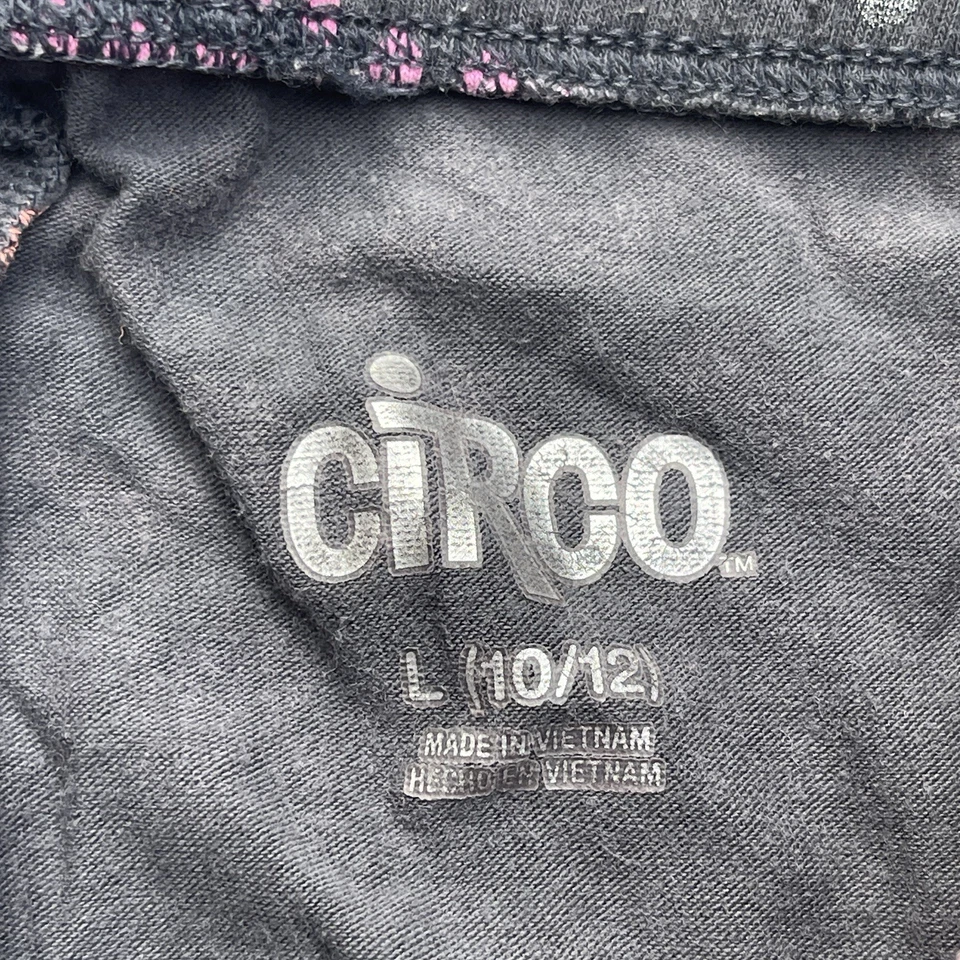 CiRCO™
L (10/12)
MADE IN VIETNAM
HECHO EN VIETNAM